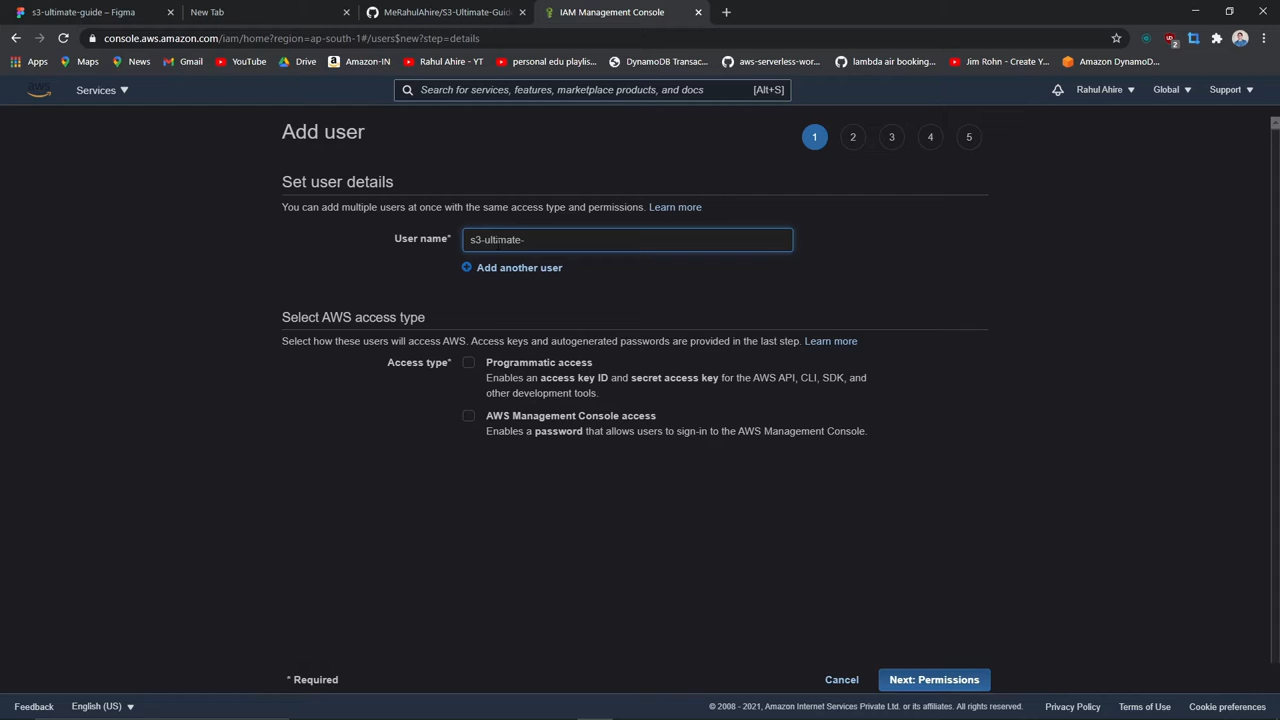 s3-ultimate-guide – Figma
New Tab
MeRahulAhire/S3-Ultimate-Guid
IAM Management Console
console.aws.amazon.com/iam/home?region=ap-south-1#/users$new?step=details
2
Apps
Maps
News
Gmail
YouTube
Drive
Amazon-IN
Rahul Ahire - YT
personal edu playlis...
DynamoDB Transac...
aws-serverless-wor...
lambda air booking...
Jim Rohn - Create Y...
Amazon DynamoD...
aws
Services
Search for services, features, marketplace products, and docs
[Alt+S]
Rahul Ahire
Global
Support
Add user
1
2
3
4
5
Set user details
You can add multiple users at once with the same access type and permissions. Learn more
User name*
s3-ultimate-
Add another user
Select AWS access type
Select how these users will access AWS. Access keys and autogenerated passwords are provided in the last step. Learn more
Access type*
Programmatic access
Enables an access key ID and secret access key for the AWS API, CLI, SDK, and
other development tools.
AWS Management Console access
Enables a password that allows users to sign-in to the AWS Management Console.
* Required
Cancel
Next: Permissions
Feedback
English (US)
© 2008 - 2021, Amazon Internet Services Private Ltd. or its affiliates. All rights reserved.
Privacy Policy
Terms of Use
Cookie preferences